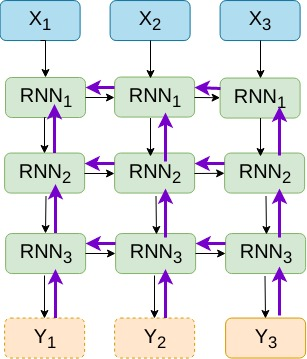 X₁ X₂ X₃
RNN₁ RNN₁ RNN₁
RNN₂ RNN₂ RNN₂
RNN₃ RNN₃ RNN₃
Y₁ Y₂ Y₃